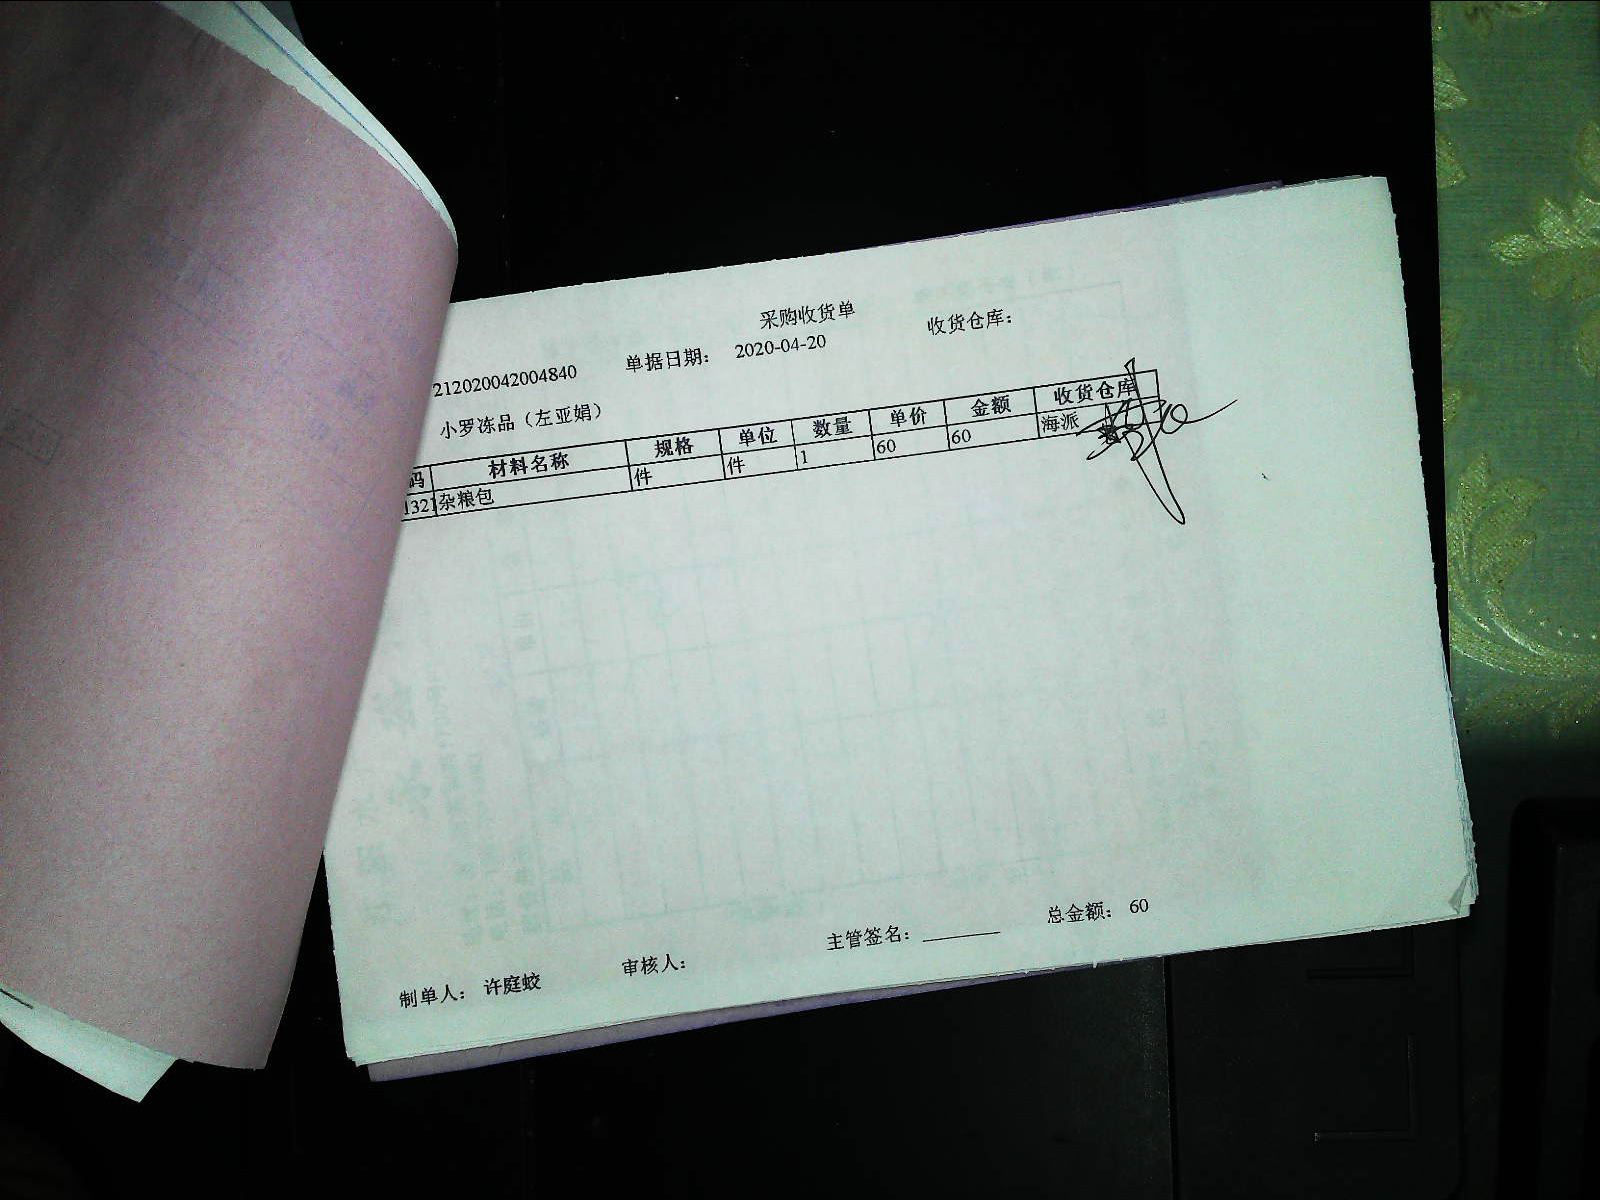 采购收货单
212020042004840 单据日期： 2020-04-20 收货仓库：
小罗冻品（左亚娟）
码 材料名称 规格 单位 数量 单价 金额 收货仓库
1321 杂粮包 件 件 1 60 60 海派
制单人： 许庭蛟 审核人： 主管签名： 总金额： 60